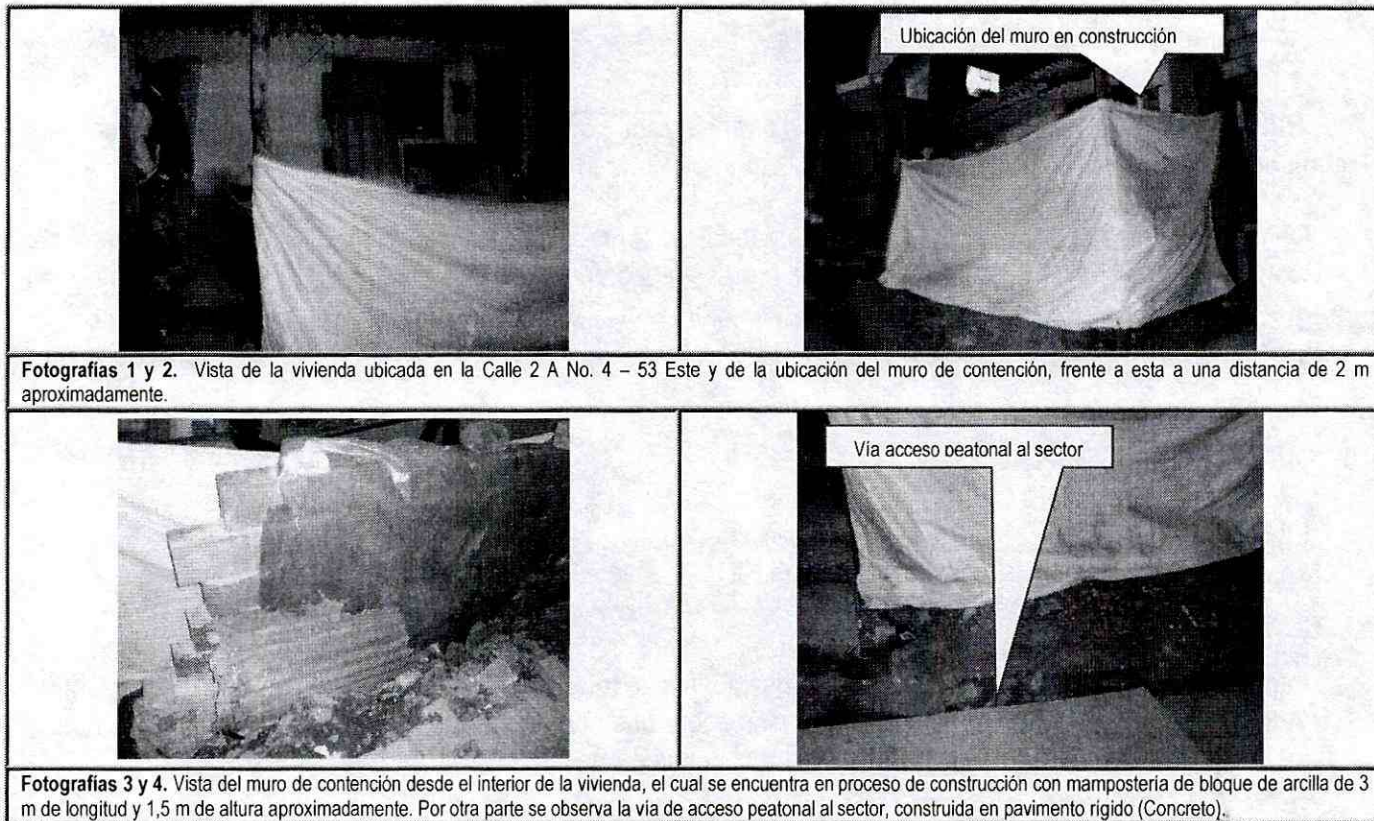 Ubicación del muro en construcción
Fotografías 1 y 2. Vista de la vivienda ubicada en la Calle 2 A No. 4 – 53 Este y de la ubicación del muro de contención, frente a esta a una distancia de 2 m
aproximadamente.
Vía acceso peatonal al sector
Fotografías 3 y 4. Vista del muro de contención desde el interior de la vivienda, el cual se encuentra en proceso de construcción con mampostería de bloque de arcilla de 3
m de longitud y 1,5 m de altura aproximadamente. Por otra parte se observa la vía de acceso peatonal al sector, construida en pavimento rígido (Concreto).